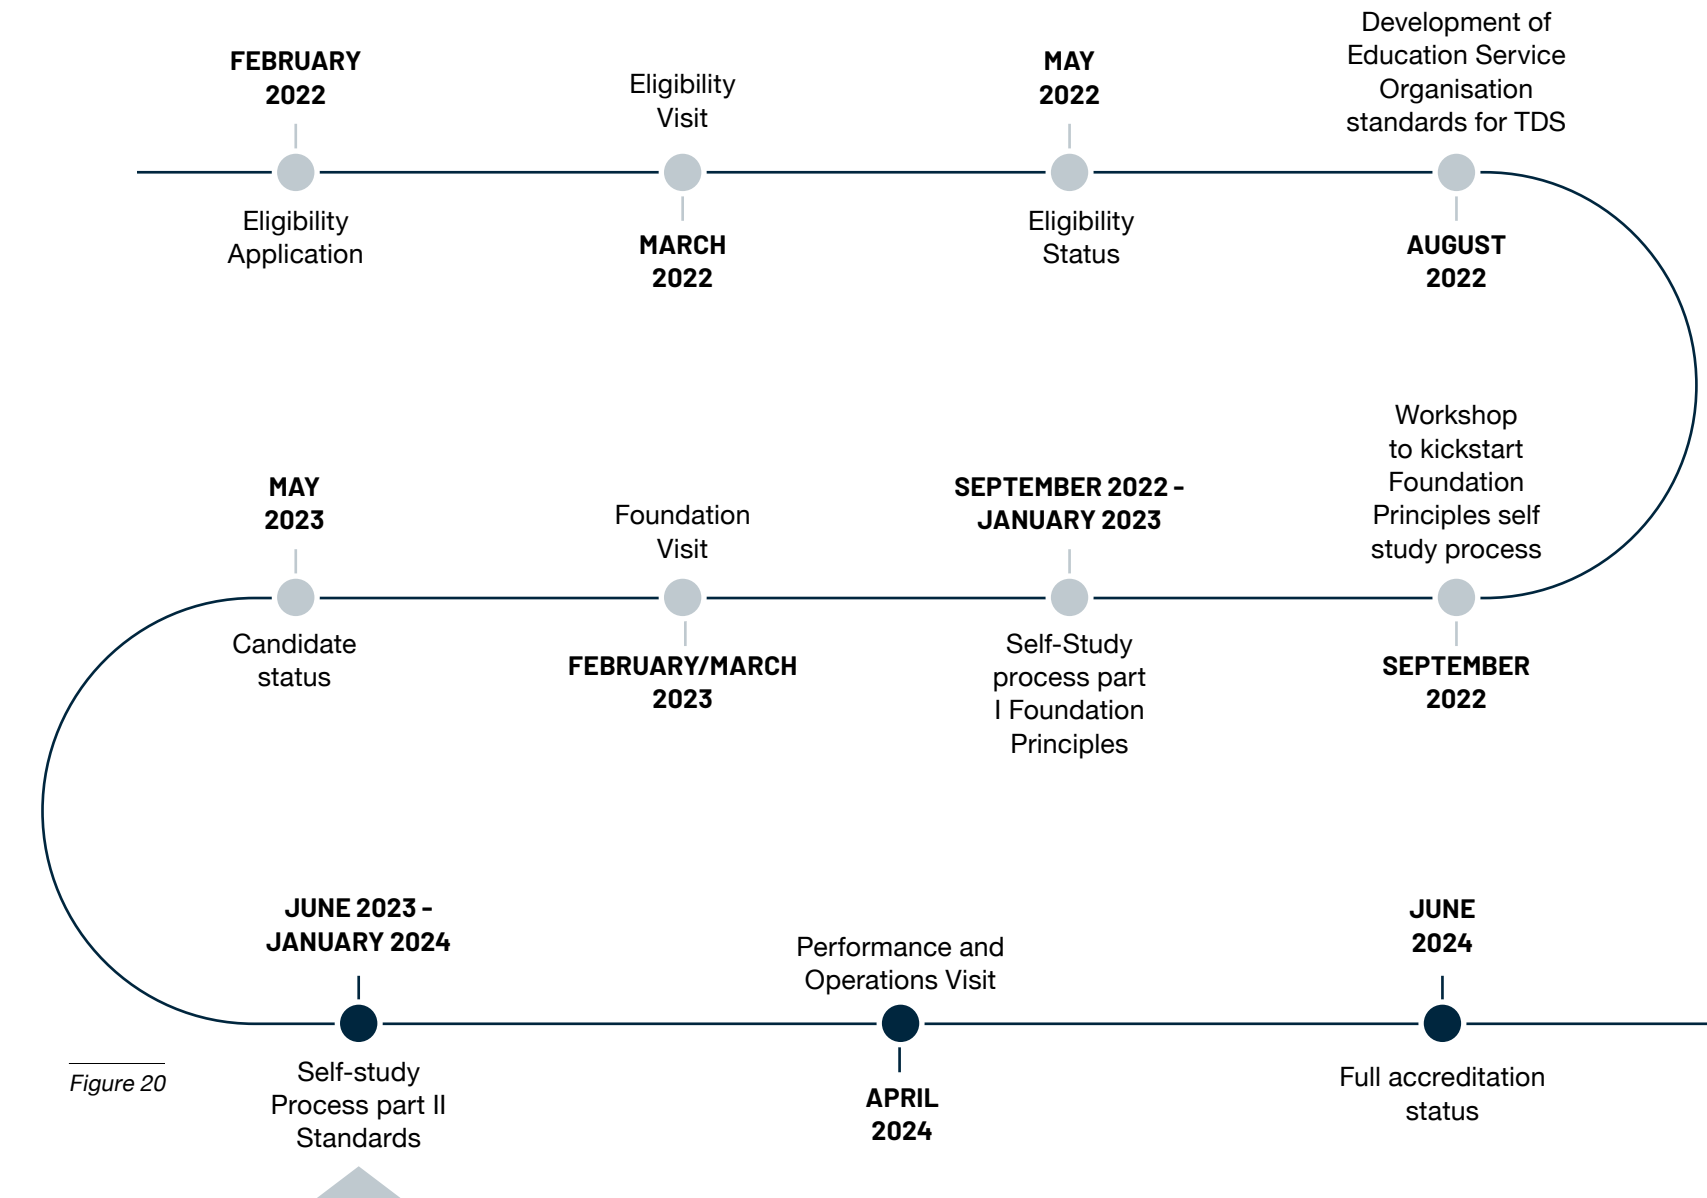 FEBRUARY
2022
Eligibility
Application
Eligibility
Visit
MARCH
2022
MAY
2022
Eligibility
Status
Development of
Education Service
Organisation
standards for TDS
AUGUST
2022
Workshop
to kickstart
Foundation
Principles self
study process
SEPTEMBER
2022
SEPTEMBER 2022 -
JANUARY 2023
Self-Study
process part
I Foundation
Principles
Foundation
Visit
FEBRUARY/MARCH
2023
MAY
2023
Candidate
status
JUNE 2023 -
JANUARY 2024
Self-study
Process part II
Standards
Performance and
Operations Visit
APRIL
2024
JUNE
2024
Full accreditation
status
Figure 20